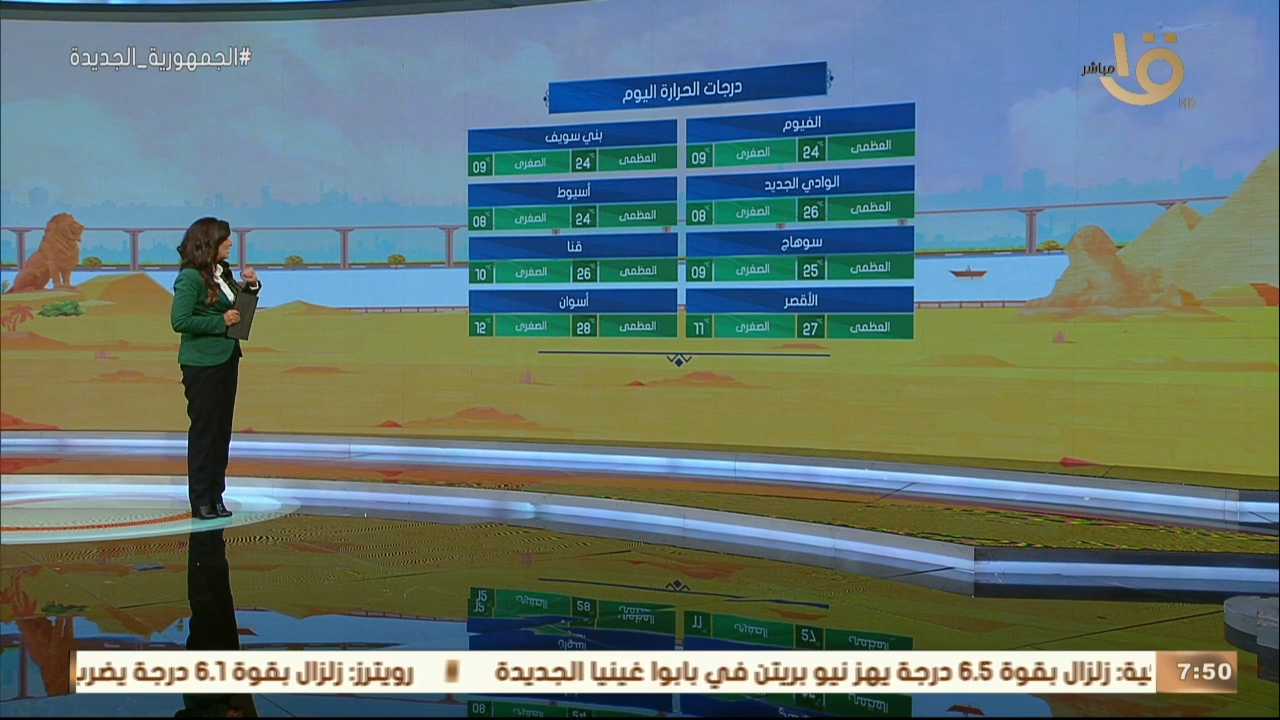 #الجمهورية_الجديدة
مباشر
HD
درجات الحرارة اليوم
الفيوم
العظمى 24 الصغرى 09
بني سويف
العظمى 24 الصغرى 09
الوادي الجديد
العظمى 26 الصغرى 08
أسيوط
العظمى 24 الصغرى 08
سوهاج
العظمى 25 الصغرى 09
قنا
العظمى 26 الصغرى 10
الأقصر
العظمى 27 الصغرى 11
أسوان
العظمى 28 الصغرى 12
7:50
كية: زلزال بقوة 6.5 درجة يهز نيو بريتن في بابوا غينيا الجديدة رويترز: زلزال بقوة 6.1 درجة يضرب